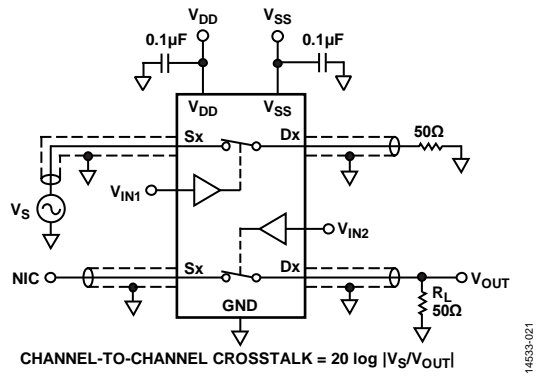 VDD
VSS
0.1µF
0.1µF
VDD
VSS
Sx
Dx
50Ω
VIN1
VS
VIN2
NIC
Sx
Dx
VOUT
GND
RL
50Ω
CHANNEL-TO-CHANNEL CROSSTALK = 20 log |VS/VOUT|
14533-021